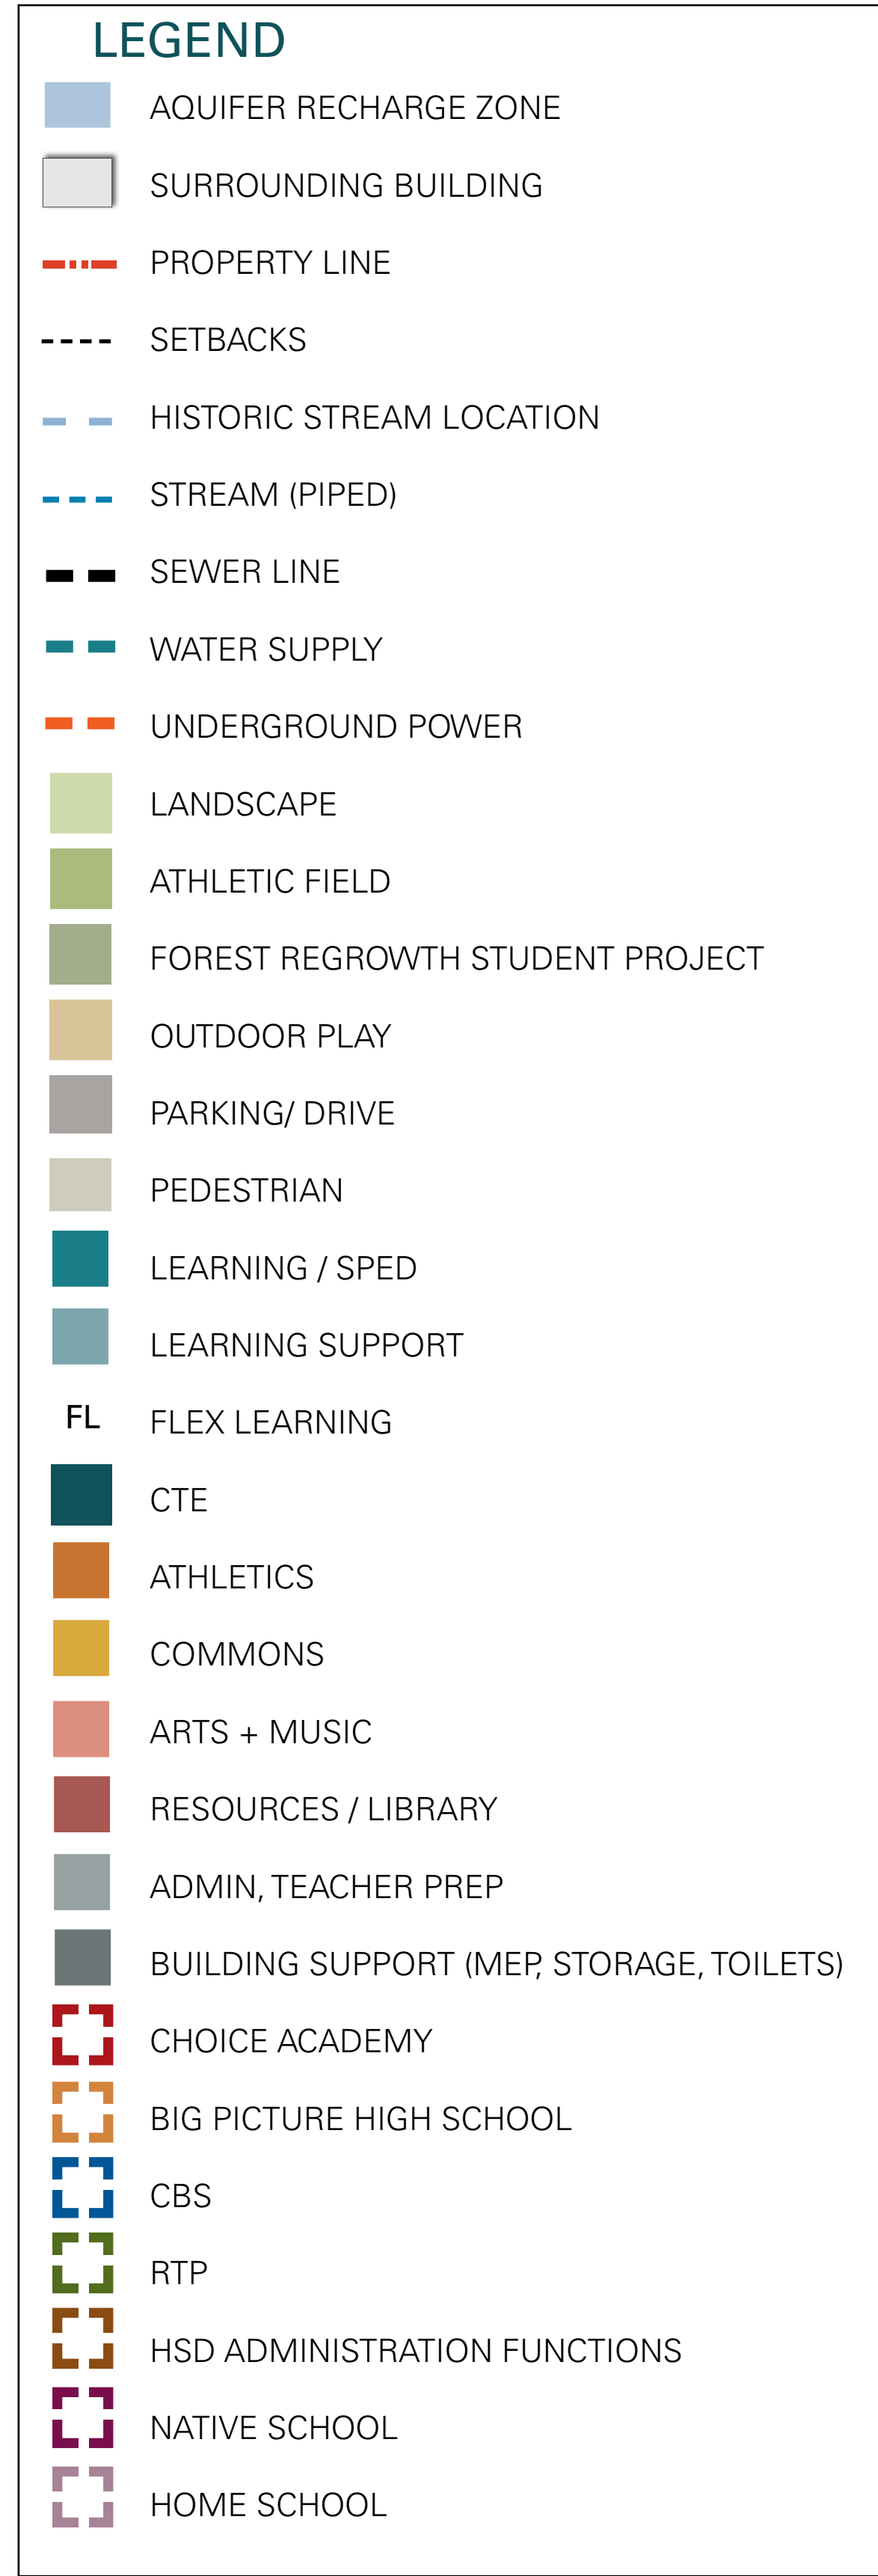 LEGEND
AQUIFER RECHARGE ZONE
SURROUNDING BUILDING
PROPERTY LINE
SETBACKS
HISTORIC STREAM LOCATION
STREAM (PIPED)
SEWER LINE
WATER SUPPLY
UNDERGROUND POWER
LANDSCAPE
ATHLETIC FIELD
FOREST REGROWTH STUDENT PROJECT
OUTDOOR PLAY
PARKING/ DRIVE
PEDESTRIAN
LEARNING / SPED
LEARNING SUPPORT
FL FLEX LEARNING
CTE
ATHLETICS
COMMONS
ARTS + MUSIC
RESOURCES / LIBRARY
ADMIN, TEACHER PREP
BUILDING SUPPORT (MEP, STORAGE, TOILETS)
CHOICE ACADEMY
BIG PICTURE HIGH SCHOOL
CBS
RTP
HSD ADMINISTRATION FUNCTIONS
NATIVE SCHOOL
HOME SCHOOL